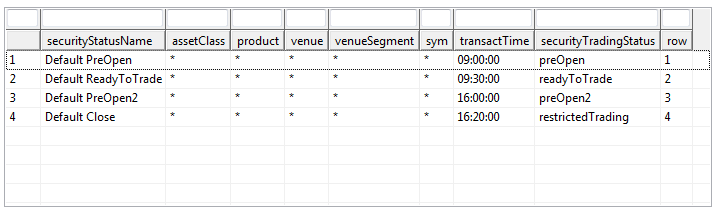 securityStatusName assetClass product venue venueSegment sym transactTime securityTradingStatus row
1 Default PreOpen * * * * * 09:00:00 preOpen 1
2 Default ReadyToTrade * * * * * 09:30:00 readyToTrade 2
3 Default PreOpen2 * * * * * 16:00:00 preOpen2 3
4 Default Close * * * * * 16:20:00 restrictedTrading 4